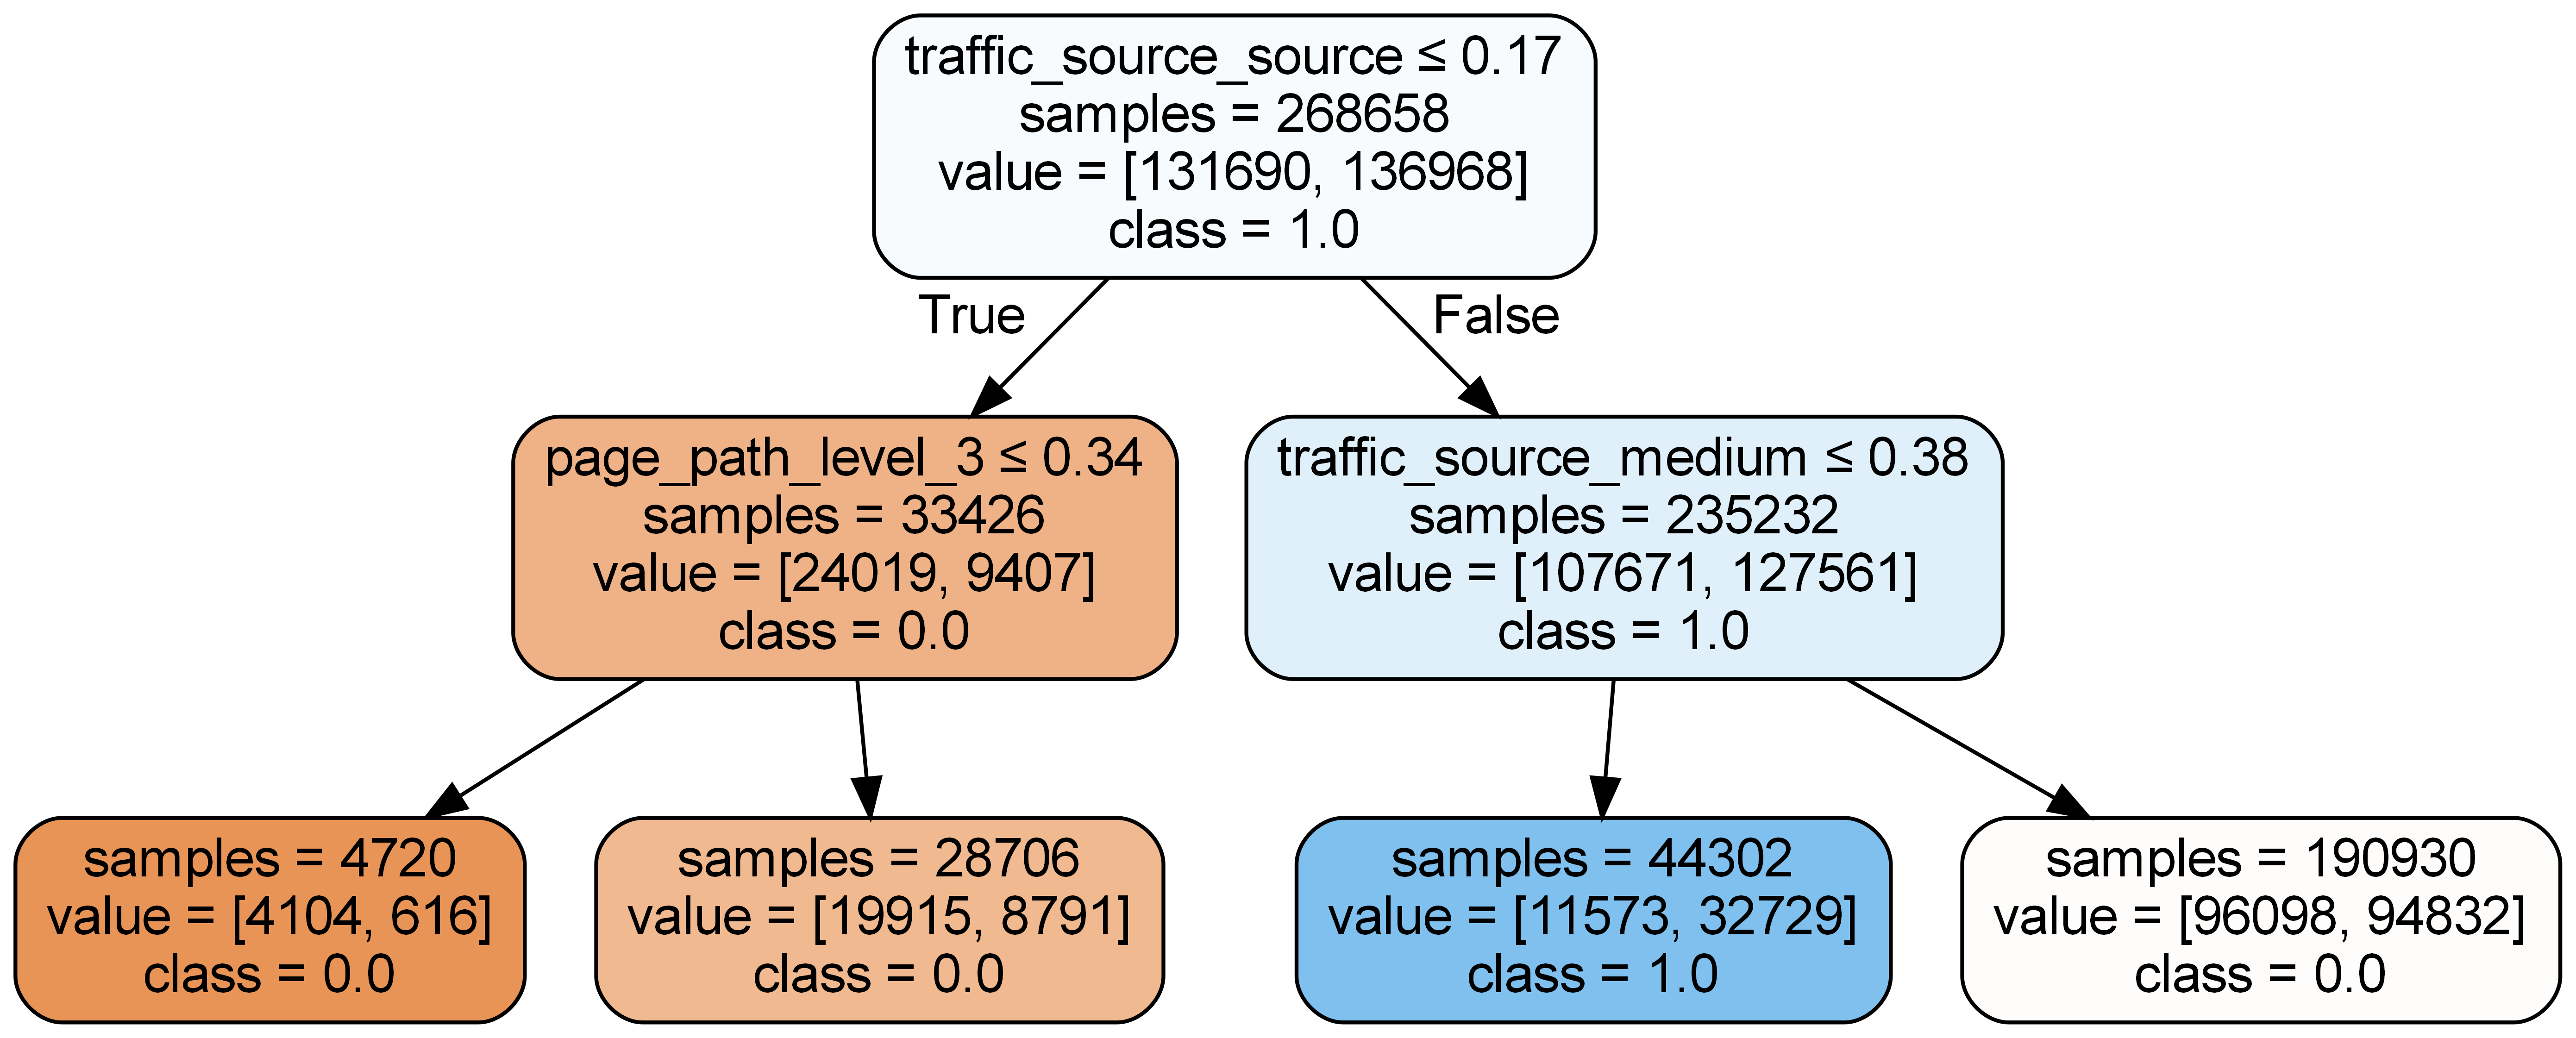 traffic_source_source ≤ 0.17
samples = 268658
value = [131690, 136968]
class = 1.0
True
False
page_path_level_3 ≤ 0.34
samples = 33426
value = [24019, 9407]
class = 0.0
traffic_source_medium ≤ 0.38
samples = 235232
value = [107671, 127561]
class = 1.0
samples = 4720
value = [4104, 616]
class = 0.0
samples = 28706
value = [19915, 8791]
class = 0.0
samples = 44302
value = [11573, 32729]
class = 1.0
samples = 190930
value = [96098, 94832]
class = 0.0